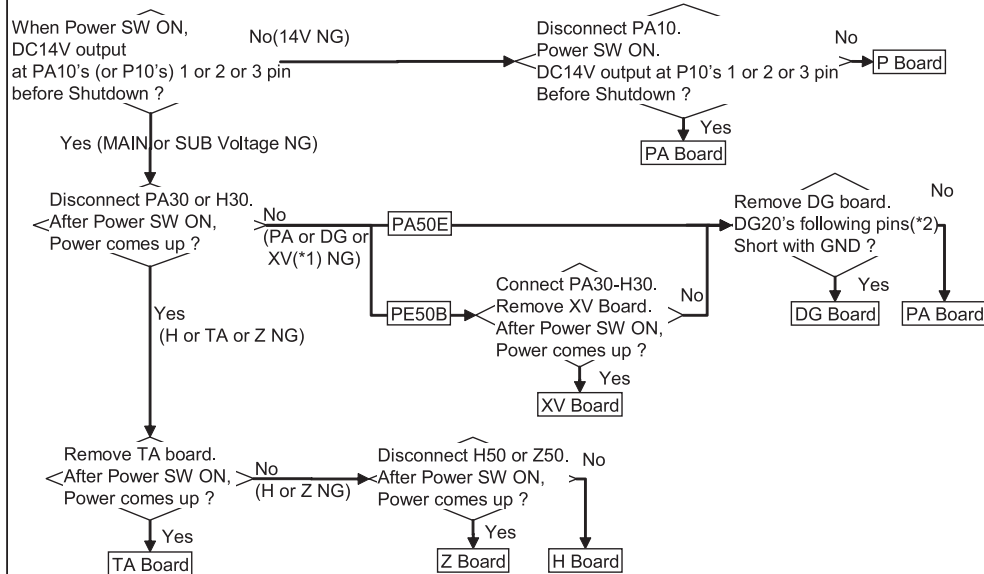 When Power SW ON,
DC14V output
at PA10's (or P10's) 1 or 2 or 3 pin
before Shutdown ?
No(14V NG)
Disconnect PA10.
Power SW ON.
DC14V output at P10's 1 or 2 or 3 pin
Before Shutdown ?
No
P Board
Yes
PA Board
Yes (MAIN or SUB Voltage NG)
Disconnect PA30 or H30.
After Power SW ON,
Power comes up ?
No
(PA or DG or
XV(*1) NG)
PA50E
PE50B
Connect PA30-H30.
Remove XV Board.
After Power SW ON,
Power comes up ?
No
Yes
XV Board
Remove DG board.
DG20's following pins(*2)
Short with GND ?
No
Yes
DG Board
PA Board
Yes
(H or TA or Z NG)
Remove TA board.
After Power SW ON,
Power comes up ?
No
(H or Z NG)
Yes
TA Board
Disconnect H50 or Z50.
After Power SW ON,
Power comes up ?
No
Yes
Z Board
H Board